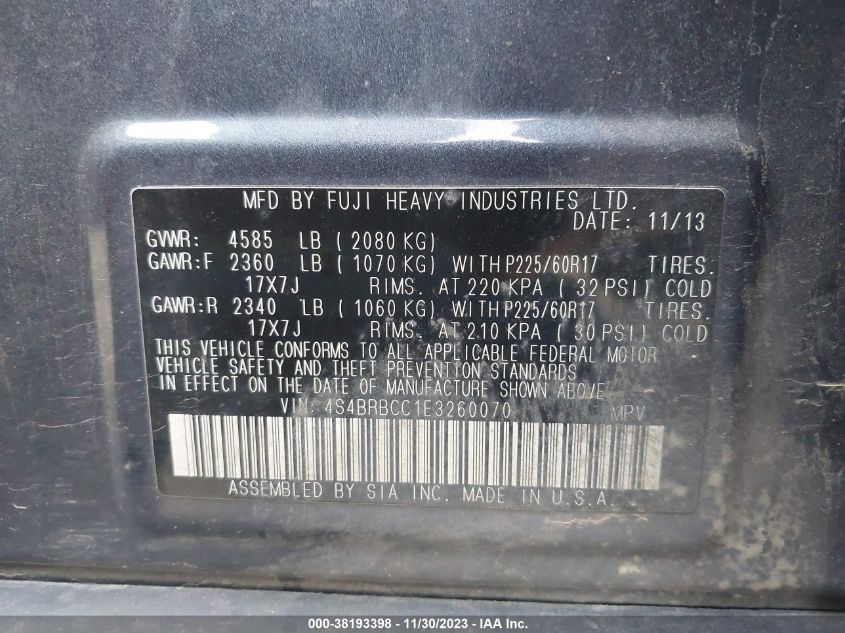 MFD BY FUJI HEAVY INDUSTRIES LTD.
DATE: 11/13
GVWR: 4585 LB ( 2080 KG)
GAWR:F 2360 LB ( 1070 KG) WITH P225/60R17 TIRES.
17X7J RIMS. AT 220 KPA ( 32 PSI) COLD
GAWR:R 2340 LB ( 1060 KG) WITH P225/60R17 TIRES.
17X7J RIMS. AT 210 KPA ( 30 PSI) COLD
THIS VEHICLE CONFORMS TO ALL APPLICABLE FEDERAL MOTOR
VEHICLE SAFETY AND THEFT PREVENTION STANDARDS
IN EFFECT ON THE DATE OF MANUFACTURE SHOWN ABOVE.
VIN: 4S4BRBCC1E3260070 MPV
ASSEMBLED BY SIA INC. MADE IN U.S.A.
000-38193398 - 11/30/2023 - IAA Inc.